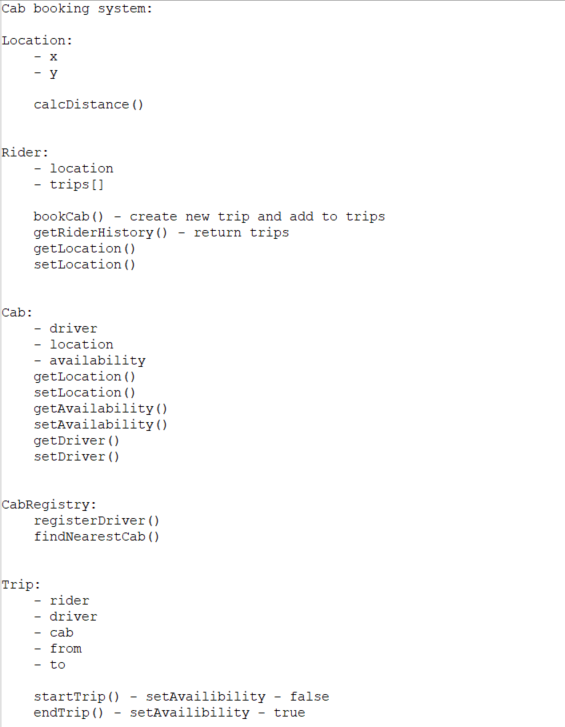 Cab booking system:
Location:
- x
- y
calcDistance()
Rider:
- location
- trips[]
bookCab() - create new trip and add to trips
getRiderHistory() - return trips
getLocation()
setLocation()
Cab:
- driver
- location
- availability
getLocation()
setLocation()
getAvailability()
setAvailability()
getDriver()
setDriver()
CabRegistry:
registerDriver()
findNearestCab()
Trip:
- rider
- driver
- cab
- from
- to
startTrip() - setAvailibility - false
endTrip() - setAvailibility - true